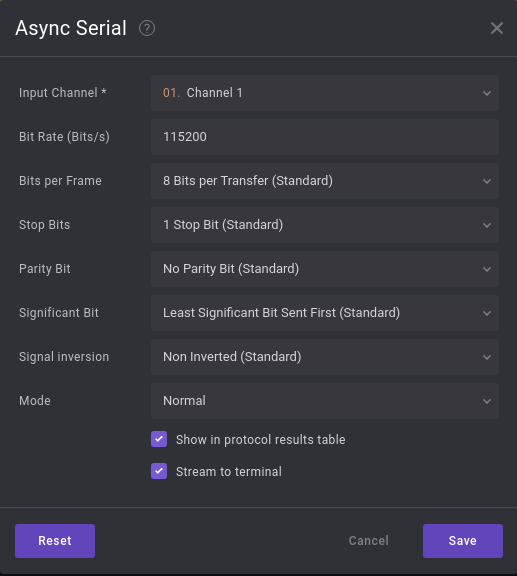 Async Serial ?
Input Channel * 01. Channel 1
Bit Rate (Bits/s) 115200
Bits per Frame 8 Bits per Transfer (Standard)
Stop Bits 1 Stop Bit (Standard)
Parity Bit No Parity Bit (Standard)
Significant Bit Least Significant Bit Sent First (Standard)
Signal inversion Non Inverted (Standard)
Mode Normal
Show in protocol results table
Stream to terminal
Reset Cancel Save